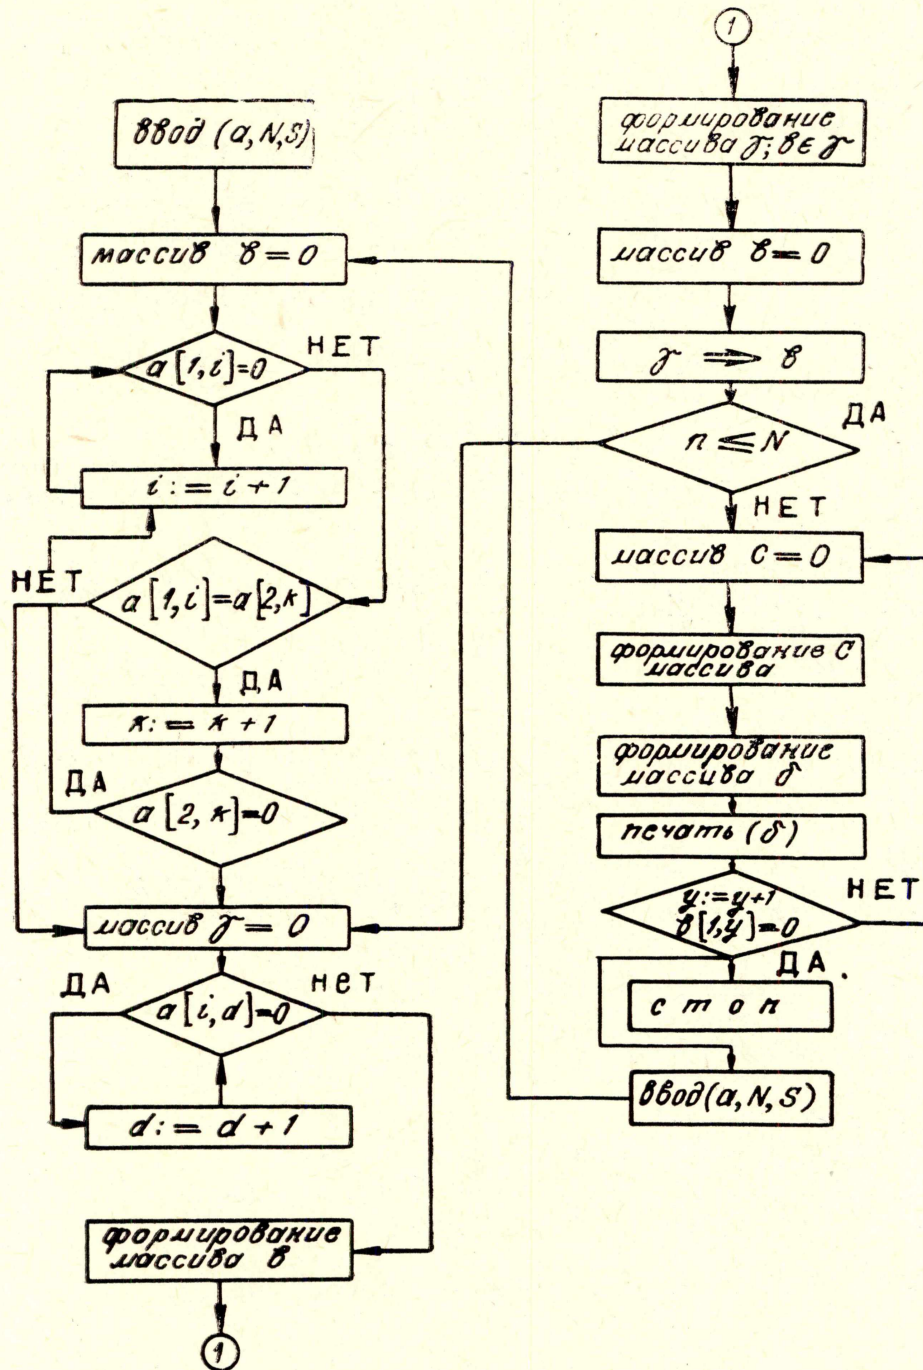 ввод (a, N, S)
массив в = 0
a [1, i] = 0
НЕТ
ДА
i := i + 1
НЕТ
a [1, i] = a [2, к]
ДА
к := к + 1
ДА
a [2, к] = 0
массив γ = 0
ДА
нет
a [i, d] = 0
d := d + 1
формирование
массива в
1
1
формирование
массива γ; в ∈ γ
массив в = 0
γ ⟹ в
ДА
n ≤ N
НЕТ
массив С = 0
формирование С
массива
формирование
массива δ
печать (δ)
НЕТ
y := y + 1
в [1, y] = 0
ДА
стоп
ввод (a, N, S)